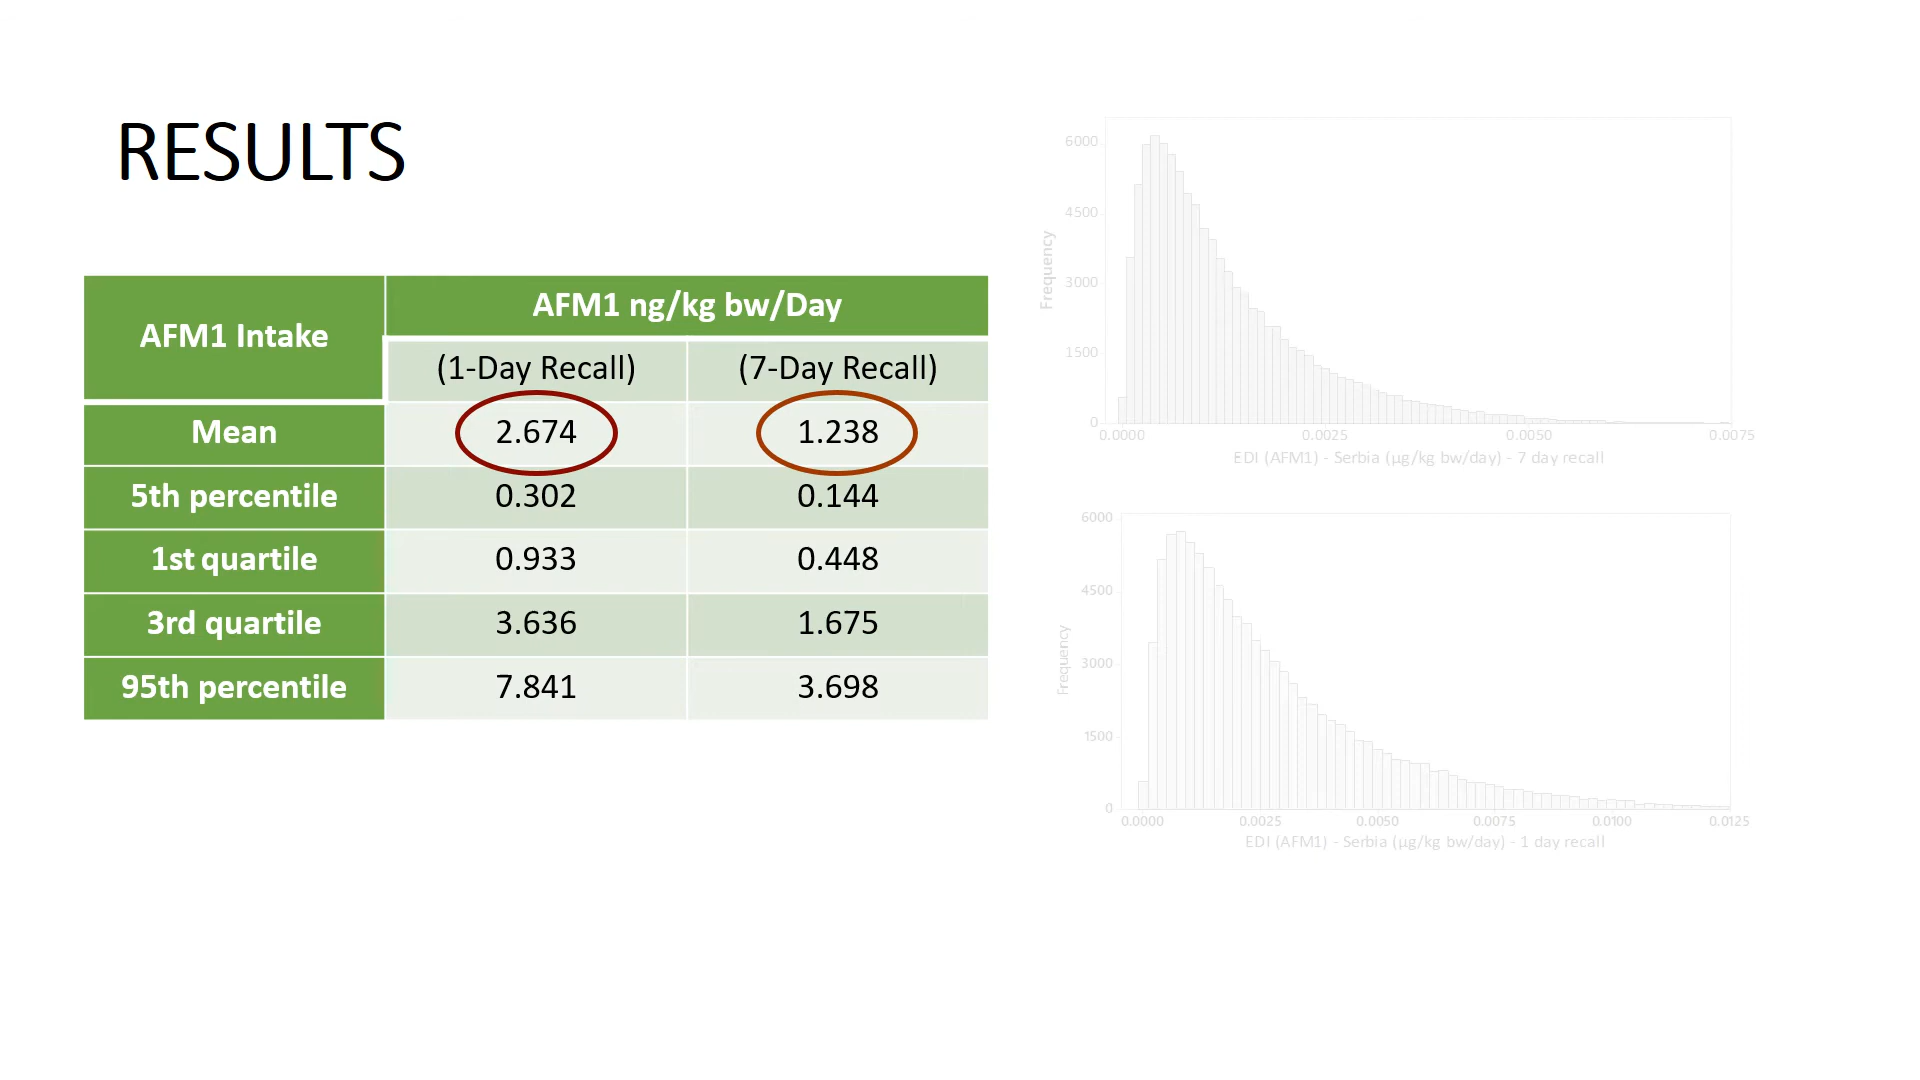 RESULTS
AFM1 Intake
AFM1 ng/kg bw/Day
(1-Day Recall) (7-Day Recall)
Mean 2.674 1.238
5th percentile 0.302 0.144
1st quartile 0.933 0.448
3rd quartile 3.636 1.675
95th percentile 7.841 3.698
6000
4500
3000
1500
0
Frequency
0.0000 0.0025 0.0050 0.0075
EDI (AFM1) - Serbia (µg/kg bw/day) - 7 day recall
6000
4500
3000
1500
0
Frequency
0.0000 0.0025 0.0050 0.0075 0.0100 0.0125
EDI (AFM1) - Serbia (µg/kg bw/day) - 1 day recall